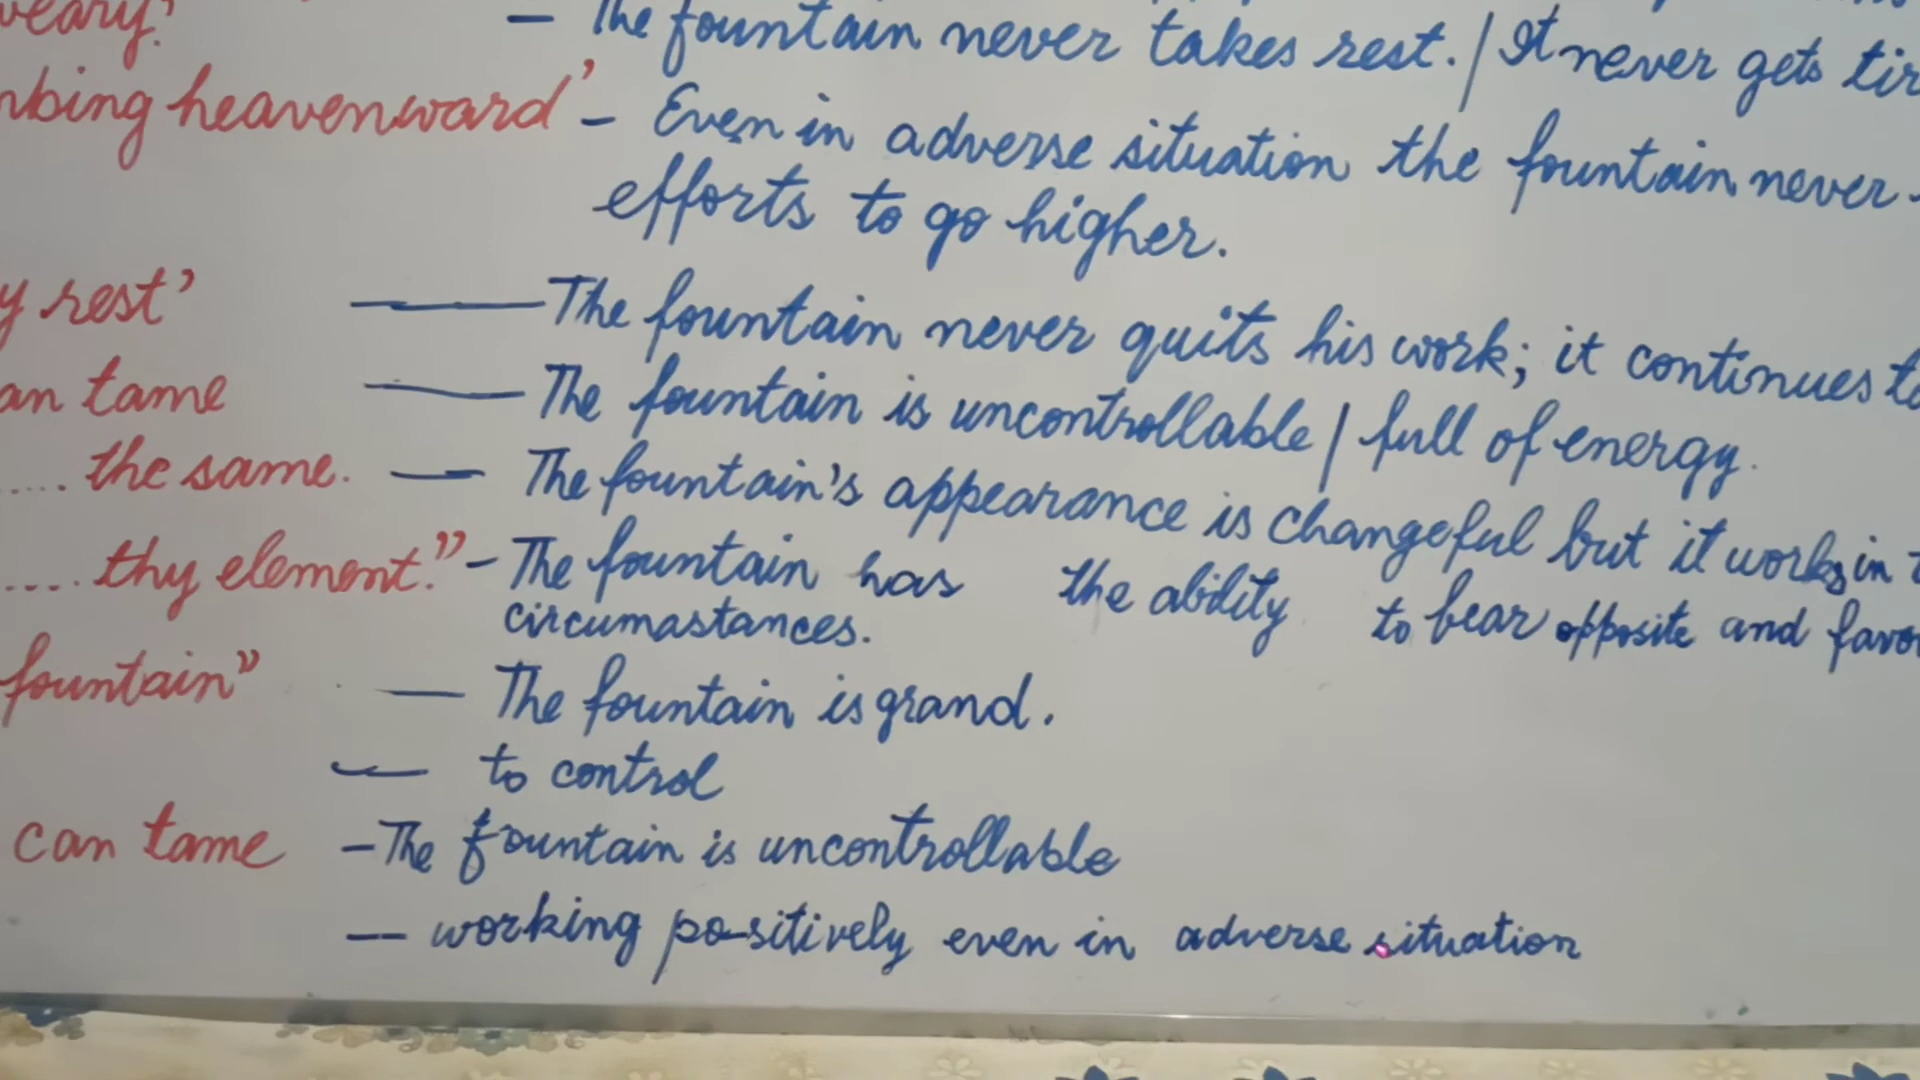 weary?' — The fountain never takes rest. / It never gets
heavenward' – Even in adverse situation the fountain never
efforts to go higher.
rest' — The fountain never quits his work; it continues
tame — The fountain is uncontrollable / full of energy.
.... the same. — The fountain's appearance is changeful but it works in
.... thy element." – The fountain has the ability to bear opposite and
circumastances.
fountain" — The fountain is grand.
— to control
can tame – The fountain is uncontrollable
— working positively even in adverse situation